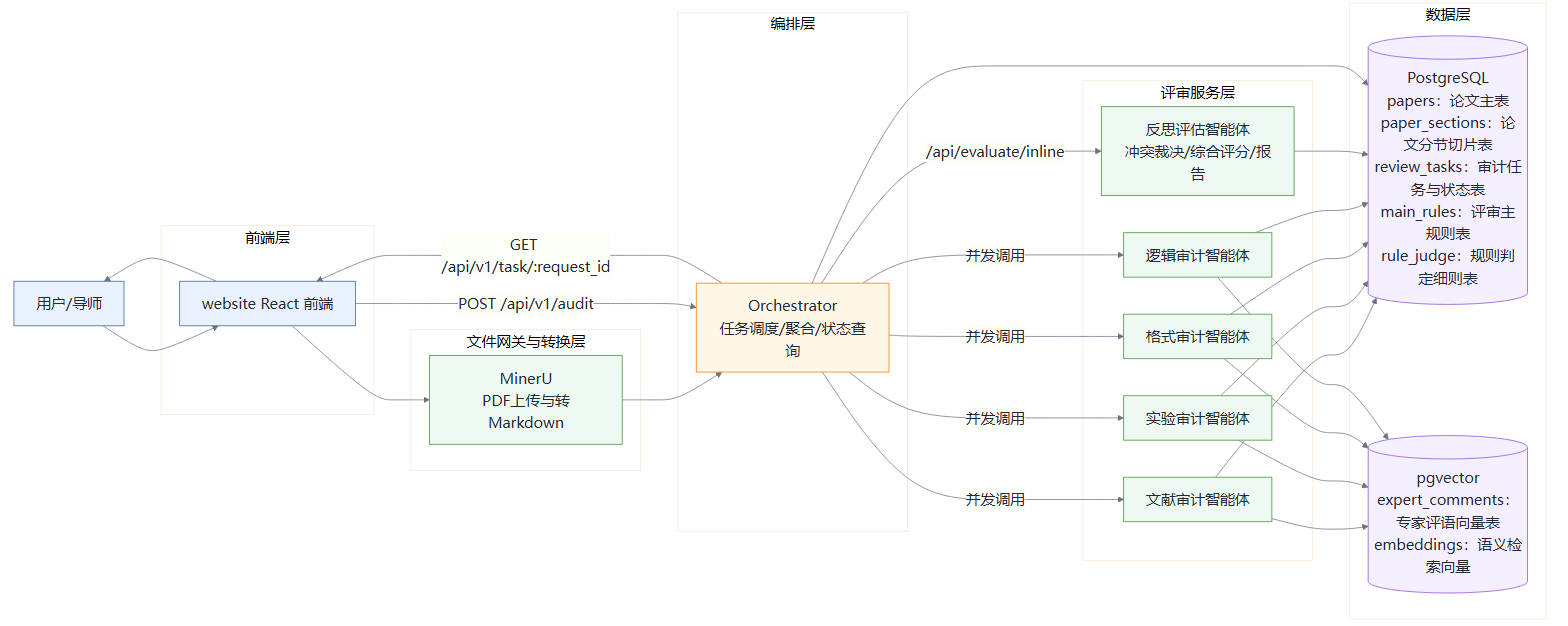 用户/导师
前端层
website React 前端
GET
/api/v1/task/:request_id
POST /api/v1/audit
文件网关与转换层
MinerU
PDF上传与转
Markdown
编排层
Orchestrator
任务调度/聚合/状态查
询
/api/evaluate/inline
并发调用
并发调用
并发调用
并发调用
评审服务层
反思评估智能体
冲突裁决/综合评分/报
告
逻辑审计智能体
格式审计智能体
实验审计智能体
文献审计智能体
数据层
PostgreSQL
papers：论文主表
paper_sections：论
文分节切片表
review_tasks：审计任
务与状态表
main_rules：评审主
规则表
rule_judge：规则判
定细则表
pgvector
expert_comments：
专家评语向量表
embeddings：语义检
索向量